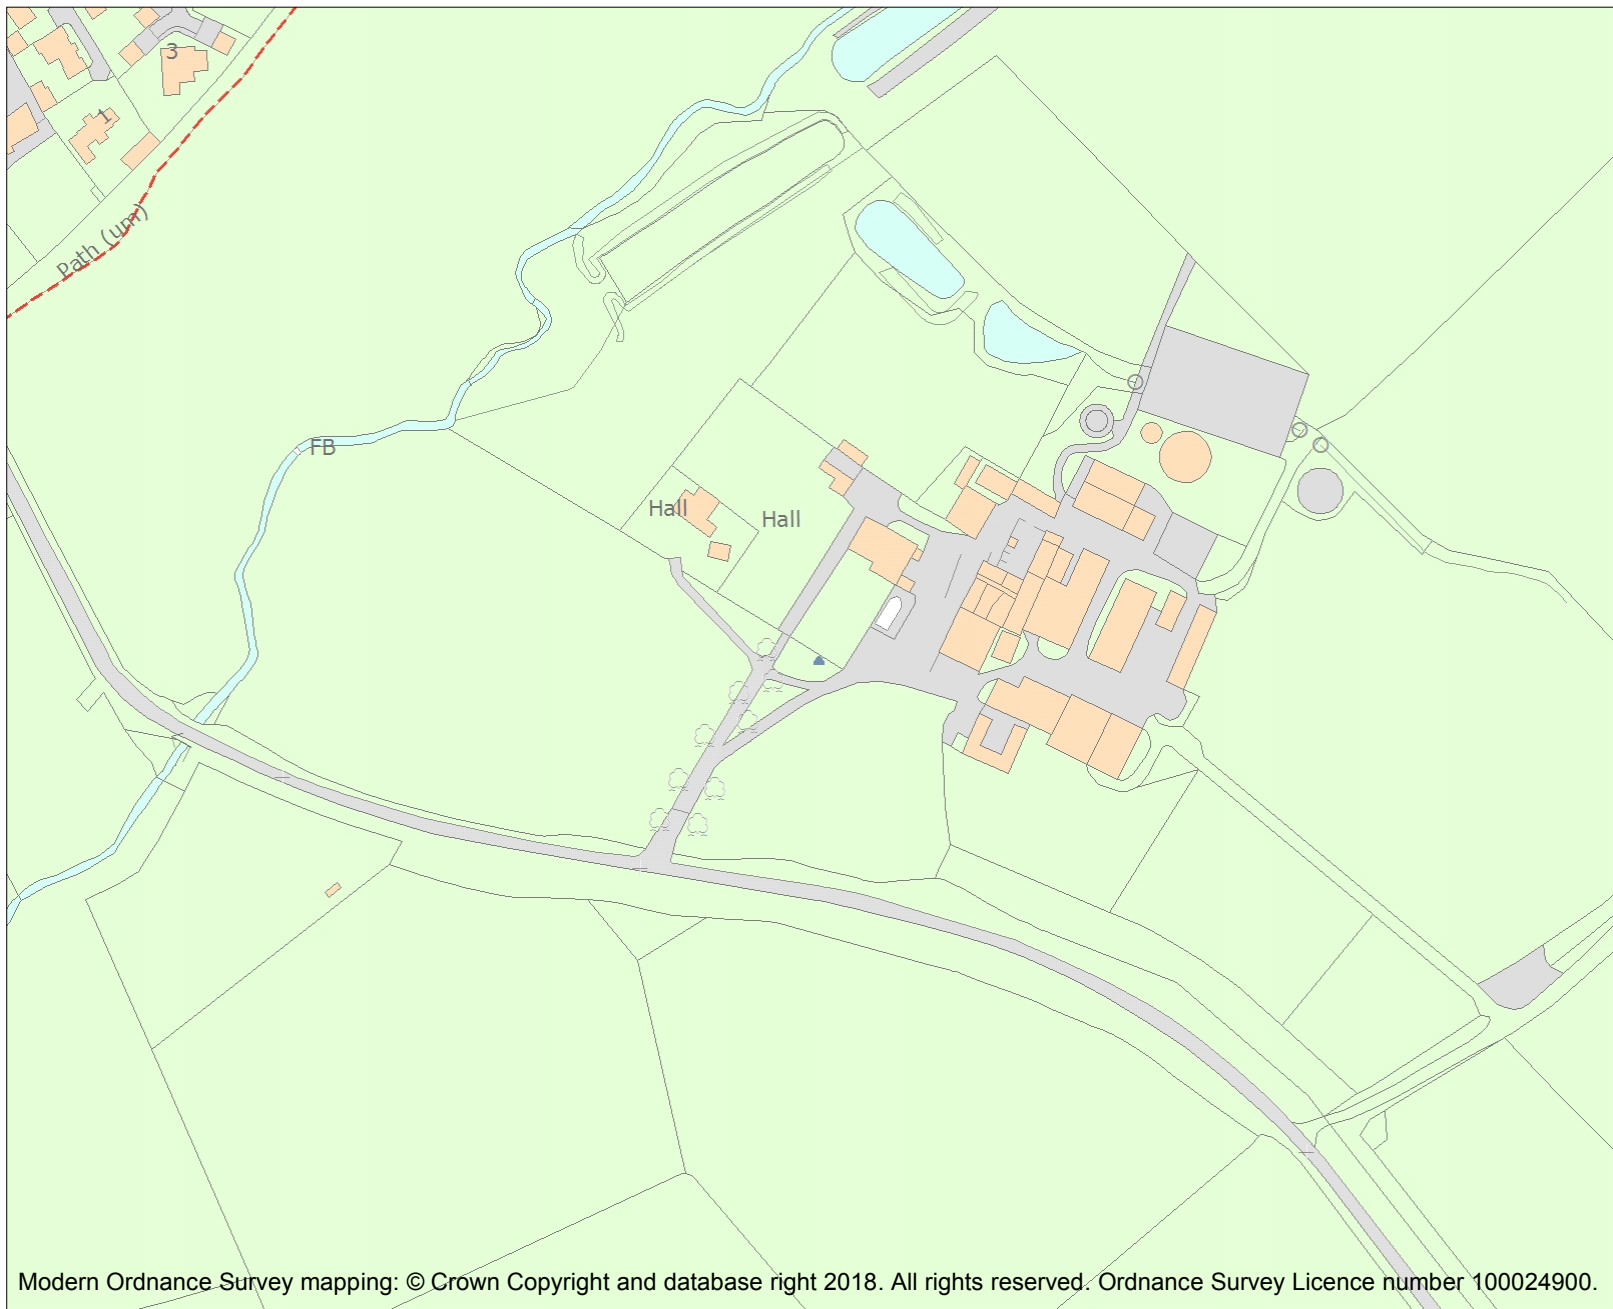 3
1
Path (um)
FB
Hall
Hall
Modern Ordnance Survey mapping: © Crown Copyright and database right 2018. All rights reserved. Ordnance Survey Licence number 100024900.